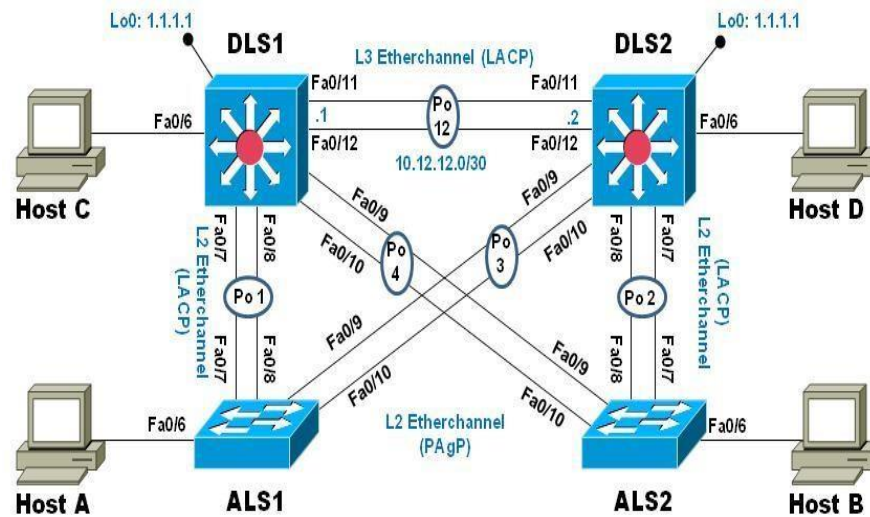 Lo0: 1.1.1.1
Lo0: 1.1.1.1
DLS1
DLS2
L3 Etherchannel (LACP)
Fa0/11
Fa0/11
Po
12
.1
.2
Fa0/6
Fa0/6
Fa0/12
Fa0/12
10.12.12.0/30
Host C
Host D
Fa0/9
Fa0/9
Fa0/10
Fa0/10
Fa0/7
Fa0/8
Fa0/8
Fa0/7
L2 Etherchannel
(LACP)
L2 Etherchannel
(LACP)
Po
4
Po
3
Po 1
Po 2
Fa0/7
Fa0/8
Fa0/9
Fa0/10
Fa0/9
Fa0/10
Fa0/8
Fa0/7
L2 Etherchannel
(PAgP)
Fa0/6
Fa0/6
Host A
ALS1
ALS2
Host B